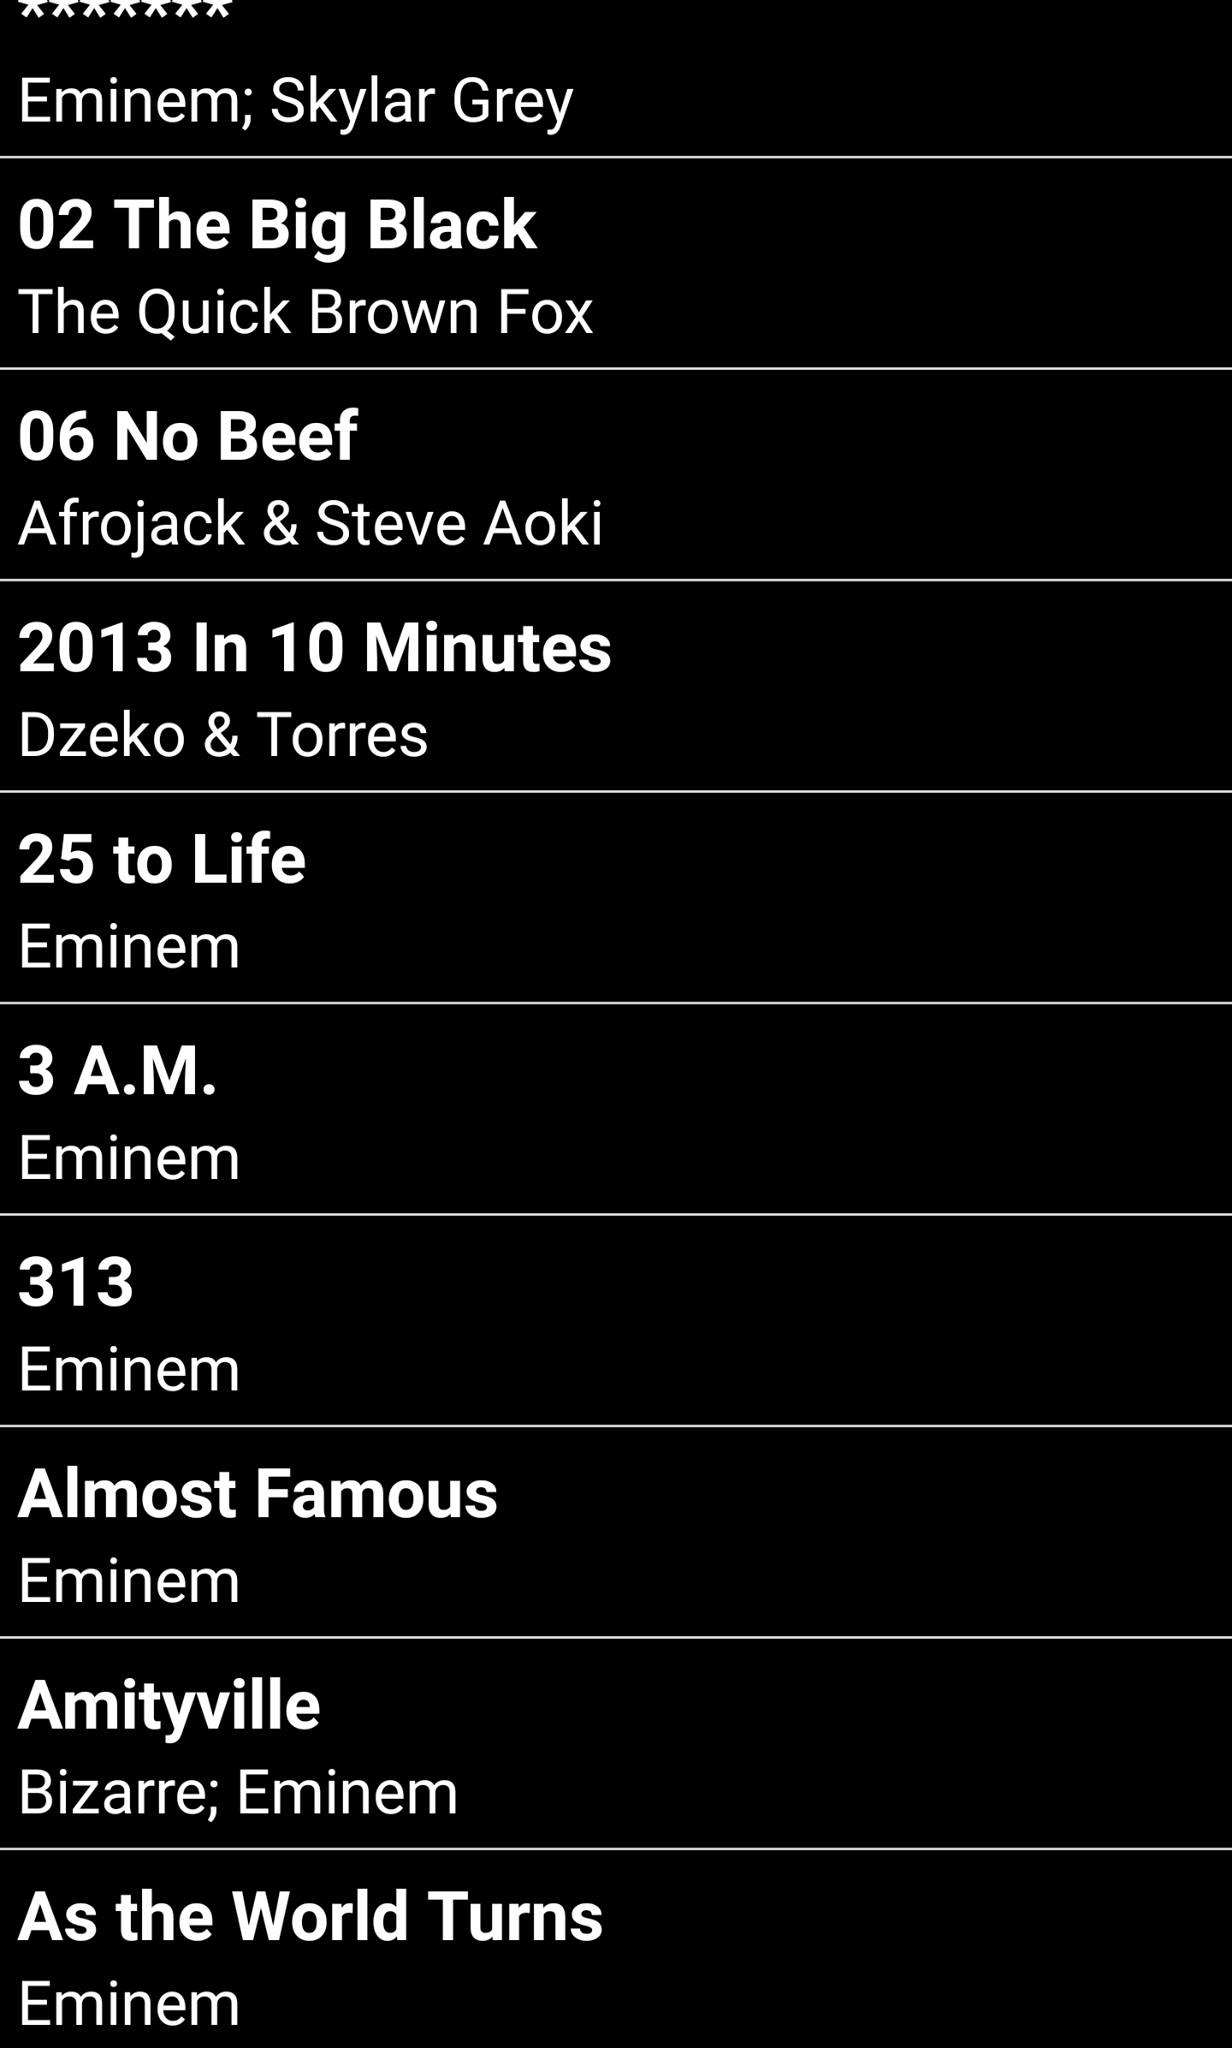 *******
Eminem; Skylar Grey
02 The Big Black
The Quick Brown Fox
06 No Beef
Afrojack & Steve Aoki
2013 In 10 Minutes
Dzeko & Torres
25 to Life
Eminem
3 A.M.
Eminem
313
Eminem
Almost Famous
Eminem
Amityville
Bizarre; Eminem
As the World Turns
Eminem